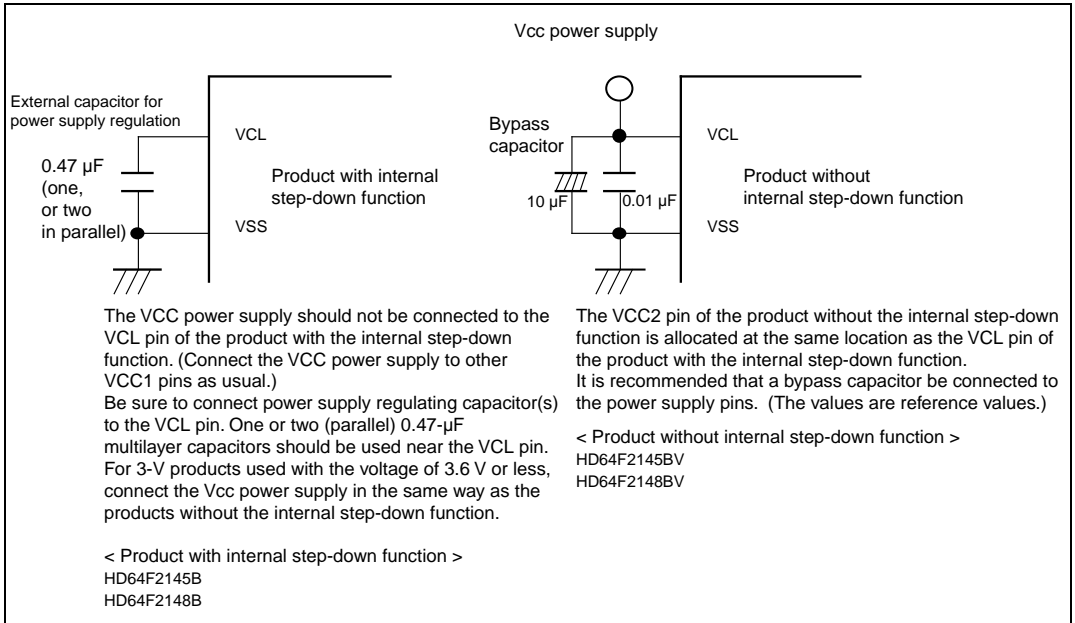 Vcc power supply
External capacitor for
power supply regulation
VCL
0.47 µF
(one,
or two
in parallel)
Product with internal
step-down function
VSS
Bypass
capacitor
10 µF
0.01 µF
VCL
Product without
internal step-down function
VSS
The VCC power supply should not be connected to the
VCL pin of the product with the internal step-down
function. (Connect the VCC power supply to other
VCC1 pins as usual.)
Be sure to connect power supply regulating capacitor(s)
to the VCL pin. One or two (parallel) 0.47-µF
multilayer capacitors should be used near the VCL pin.
For 3-V products used with the voltage of 3.6 V or less,
connect the Vcc power supply in the same way as the
products without the internal step-down function.
< Product with internal step-down function >
HD64F2145B
HD64F2148B
The VCC2 pin of the product without the internal step-down
function is allocated at the same location as the VCL pin of
the product with the internal step-down function.
It is recommended that a bypass capacitor be connected to
the power supply pins. (The values are reference values.)
< Product without internal step-down function >
HD64F2145BV
HD64F2148BV